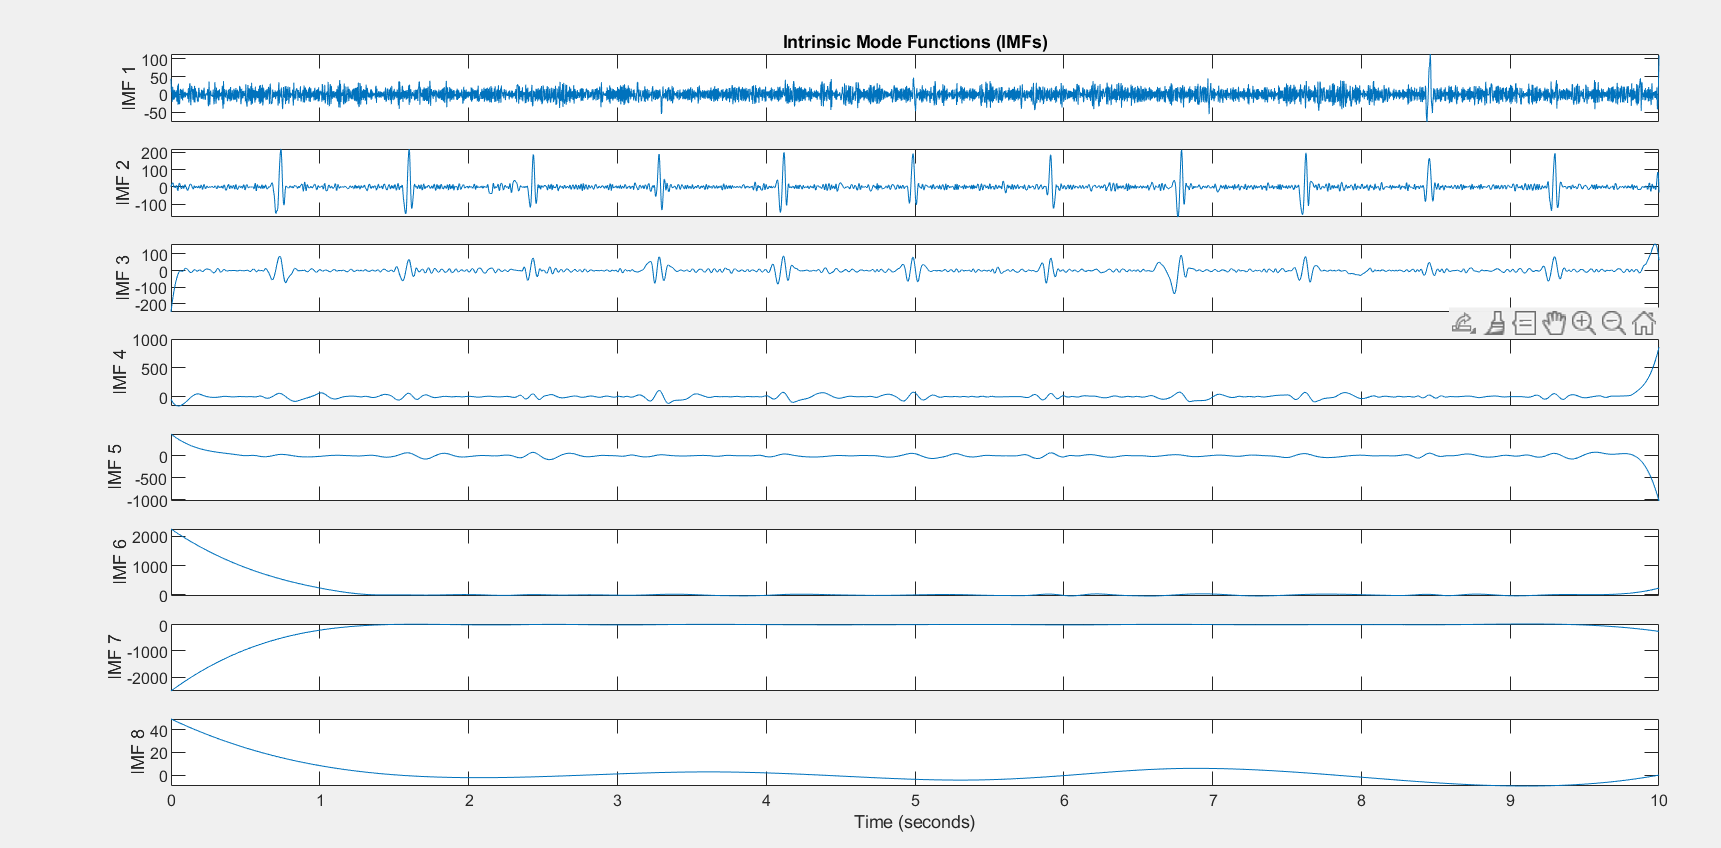 Intrinsic Mode Functions (IMFs)
IMF 1
100
50
0
-50
IMF 2
200
100
0
-100
IMF 3
100
0
-100
-200
IMF 4
1000
500
0
IMF 5
0
-500
-1000
IMF 6
2000
1000
0
IMF 7
0
-1000
-2000
IMF 8
40
20
0
0 1 2 3 4 5 6 7 8 9 10
Time (seconds)